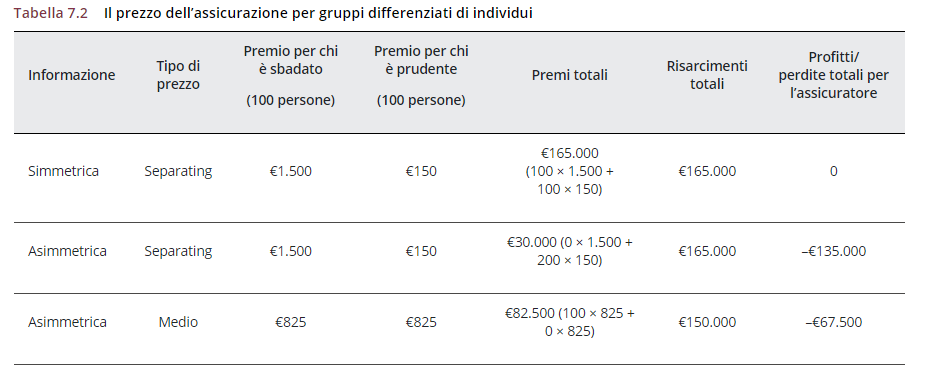 Tabella 7.2 Il prezzo dell’assicurazione per gruppi differenziati di individui
Informazione
Tipo di
prezzo
Premio per chi
è sbadato
(100 persone)
Premio per chi
è prudente
(100 persone)
Premi totali
Risarcimenti
totali
Profitti/
perdite totali per
l’assicuratore
Simmetrica
Separating
€1.500
€150
€165.000
(100 × 1.500 +
100 × 150)
€165.000
0
Asimmetrica
Separating
€1.500
€150
€30.000 (0 × 1.500 +
200 × 150)
€165.000
–€135.000
Asimmetrica
Medio
€825
€825
€82.500 (100 × 825 +
0 × 825)
€150.000
–€67.500